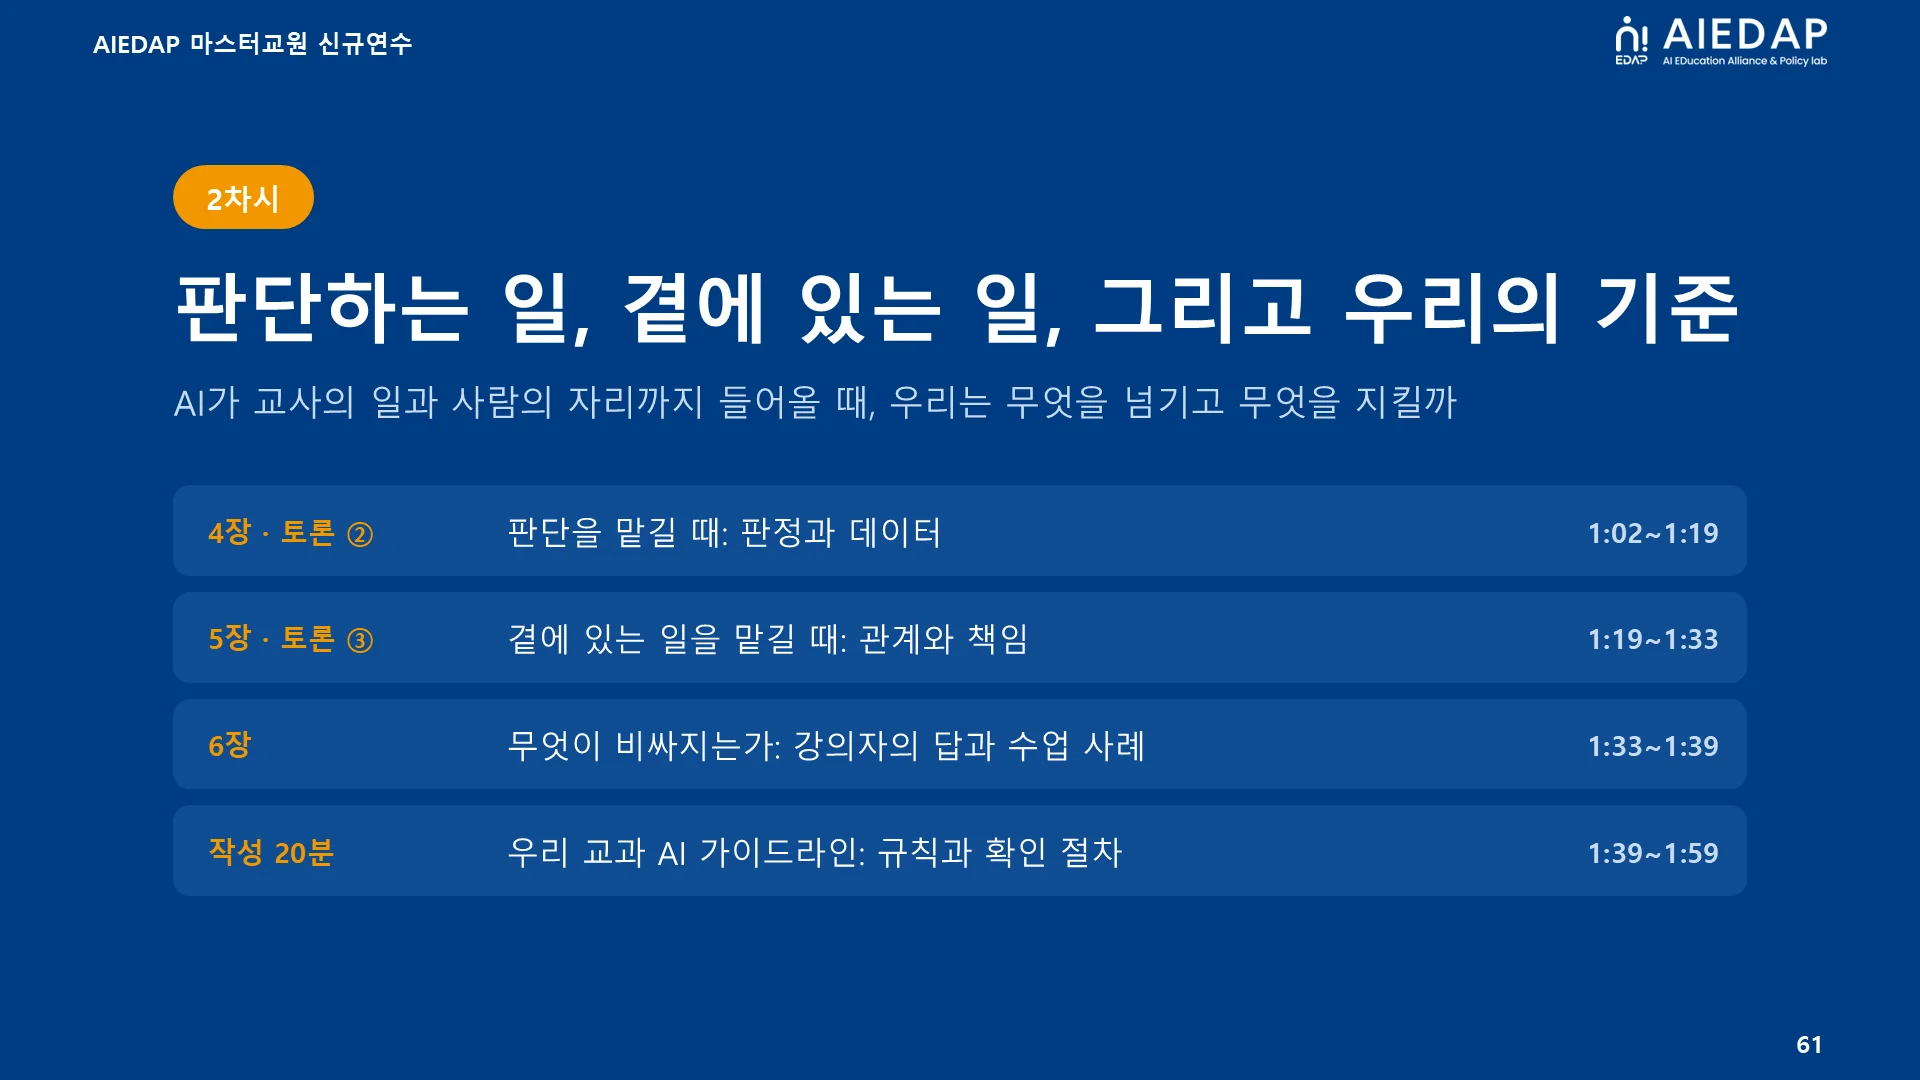 AIEDAP 마스터교원 신규연수
AIEDAP
EDAP
AI EDucation Alliance & Policy lab
2차시
판단하는 일, 곁에 있는 일, 그리고 우리의 기준
AI가 교사의 일과 사람의 자리까지 들어올 때, 우리는 무엇을 넘기고 무엇을 지킬까
4장 · 토론 ② 판단을 맡길 때: 판정과 데이터 1:02~1:19
5장 · 토론 ③ 곁에 있는 일을 맡길 때: 관계와 책임 1:19~1:33
6장 무엇이 비싸지는가: 강의자의 답과 수업 사례 1:33~1:39
작성 20분 우리 교과 AI 가이드라인: 규칙과 확인 절차 1:39~1:59
61